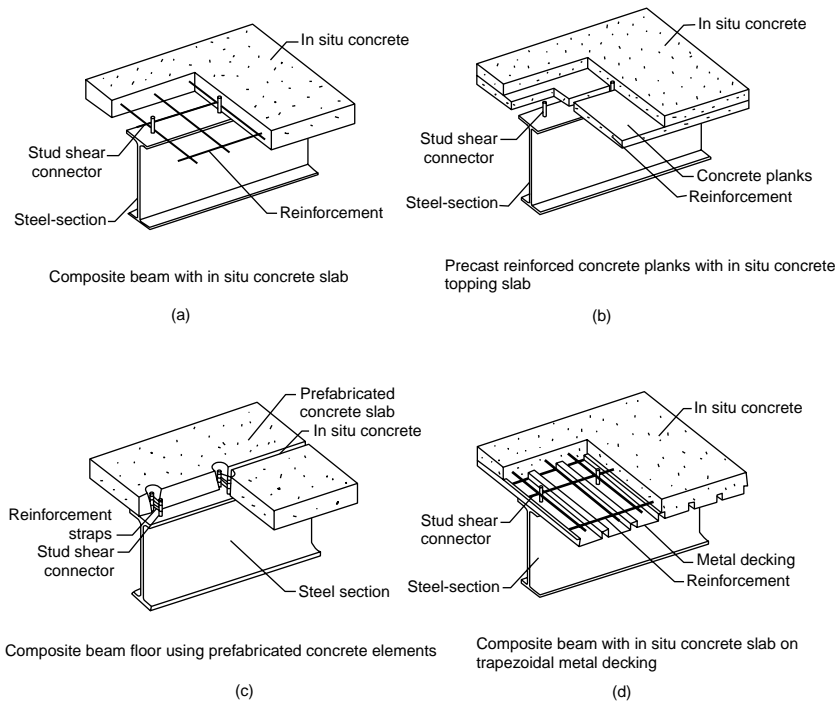 In situ concrete
Stud shear
connector
Steel-section
Reinforcement
Composite beam with in situ concrete slab
(a)
In situ concrete
Stud shear
connector
Concrete planks
Reinforcement
Steel-section
Precast reinforced concrete planks with in situ concrete
topping slab
(b)
Prefabricated
concrete slab
In situ concrete
Reinforcement
straps
Stud shear
connector
Steel section
Composite beam floor using prefabricated concrete elements
(c)
In situ concrete
Stud shear
connector
Metal decking
Reinforcement
Steel-section
Composite beam with in situ concrete slab on
trapezoidal metal decking
(d)